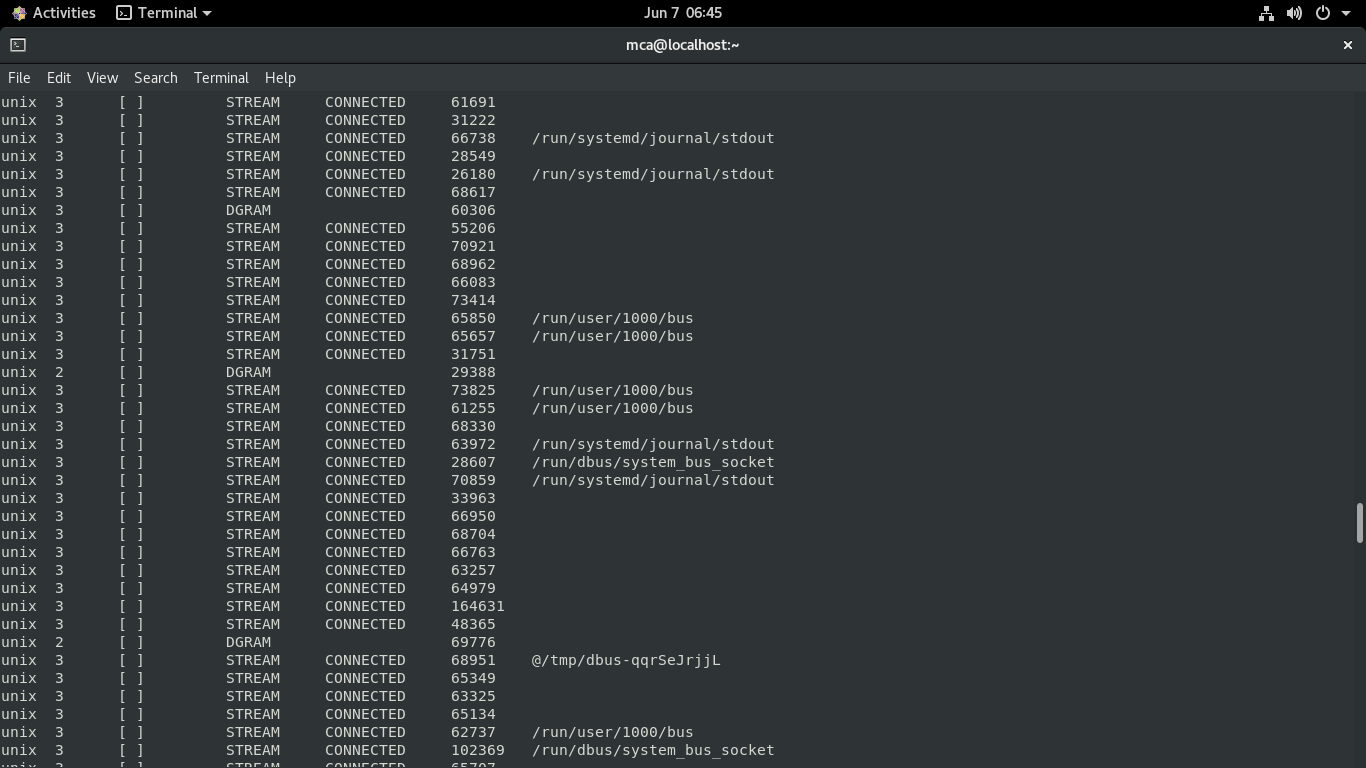 Activities Terminal Jun 7 06:45
mca@localhost:~
File Edit View Search Terminal Help
unix 3 [ ] STREAM CONNECTED 61691
unix 3 [ ] STREAM CONNECTED 31222
unix 3 [ ] STREAM CONNECTED 66738 /run/systemd/journal/stdout
unix 3 [ ] STREAM CONNECTED 28549
unix 3 [ ] STREAM CONNECTED 26180 /run/systemd/journal/stdout
unix 3 [ ] STREAM CONNECTED 68617
unix 3 [ ] DGRAM 60306
unix 3 [ ] STREAM CONNECTED 55206
unix 3 [ ] STREAM CONNECTED 70921
unix 3 [ ] STREAM CONNECTED 68962
unix 3 [ ] STREAM CONNECTED 66083
unix 3 [ ] STREAM CONNECTED 73414
unix 3 [ ] STREAM CONNECTED 65850 /run/user/1000/bus
unix 3 [ ] STREAM CONNECTED 65657 /run/user/1000/bus
unix 3 [ ] STREAM CONNECTED 31751
unix 2 [ ] DGRAM 29388
unix 3 [ ] STREAM CONNECTED 73825 /run/user/1000/bus
unix 3 [ ] STREAM CONNECTED 61255 /run/user/1000/bus
unix 3 [ ] STREAM CONNECTED 68330
unix 3 [ ] STREAM CONNECTED 63972 /run/systemd/journal/stdout
unix 3 [ ] STREAM CONNECTED 28607 /run/dbus/system_bus_socket
unix 3 [ ] STREAM CONNECTED 70859 /run/systemd/journal/stdout
unix 3 [ ] STREAM CONNECTED 33963
unix 3 [ ] STREAM CONNECTED 66950
unix 3 [ ] STREAM CONNECTED 68704
unix 3 [ ] STREAM CONNECTED 66763
unix 3 [ ] STREAM CONNECTED 63257
unix 3 [ ] STREAM CONNECTED 64979
unix 3 [ ] STREAM CONNECTED 164631
unix 3 [ ] STREAM CONNECTED 48365
unix 2 [ ] DGRAM 69776
unix 3 [ ] STREAM CONNECTED 68951 @/tmp/dbus-qqrSeJrjjL
unix 3 [ ] STREAM CONNECTED 65349
unix 3 [ ] STREAM CONNECTED 63325
unix 3 [ ] STREAM CONNECTED 65134
unix 3 [ ] STREAM CONNECTED 62737 /run/user/1000/bus
unix 3 [ ] STREAM CONNECTED 102369 /run/dbus/system_bus_socket
unix 3 [ ] STREAM CONNECTED